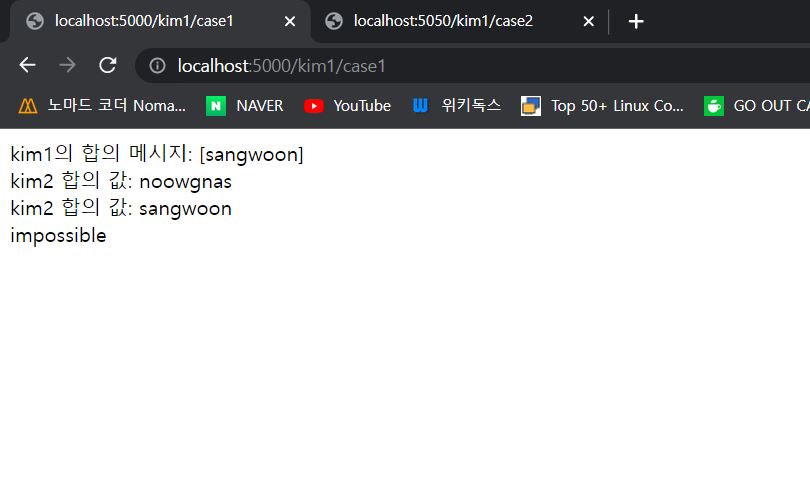 localhost:5000/kim1/case1
localhost:5050/kim1/case2
localhost:5000/kim1/case1
노마드 코더 Noma...
NAVER
YouTube
위키독스
Top 50+ Linux Co...
GO OUT CA
kim1의 합의 메시지: [sangwoon]
kim2 합의 값: noowgnas
kim2 합의 값: sangwoon
impossible